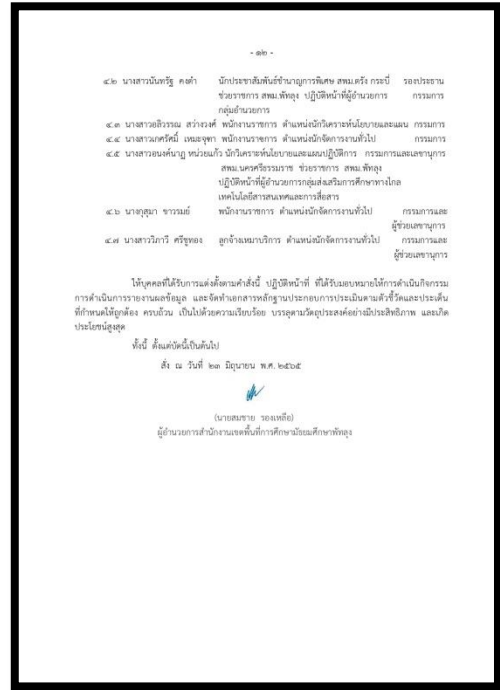 - ๑๒ -
๔.๒ นางสาวนันทรัฐ คงดำ นักประชาสัมพันธ์ชำนาญการพิเศษ สพม.ตรัง กระบี่ รองประธาน
ช่วยราชการ สพม.พัทลุง ปฏิบัติหน้าที่ผู้อำนวยการ กรรมการ
กลุ่มอำนวยการ
๔.๓ นางสาวอลิวรรณ สว่างวงศ์ พนักงานราชการ ตำแหน่งนักวิเคราะห์นโยบายและแผน กรรมการ
๔.๔ นางสาวเกศรัศมิ์ เหมะจุฑา พนักงานราชการ ตำแหน่งนักจัดการงานทั่วไป กรรมการ
๔.๕ นางสาวอนงค์นาฏ หน่วยแก้ว นักวิเคราะห์นโยบายและแผนปฏิบัติการ กรรมการและเลขานุการ
สพม.นครศรีธรรมราช ช่วยราชการ สพม.พัทลุง
ปฏิบัติหน้าที่ผู้อำนวยการกลุ่มส่งเสริมการศึกษาทางไกล
เทคโนโลยีสารสนเทศและการสื่อสาร
๔.๖ นางกุสุมา ขาวรมย์ พนักงานราชการ ตำแหน่งนักจัดการงานทั่วไป กรรมการและ
ผู้ช่วยเลขานุการ
๔.๗ นางสาววิภาวี ศรีชูทอง ลูกจ้างเหมาบริการ ตำแหน่งนักจัดการงานทั่วไป กรรมการและ
ผู้ช่วยเลขานุการ
ให้บุคคลที่ได้รับการแต่งตั้งตามคำสั่งนี้ ปฏิบัติหน้าที่ ที่ได้รับมอบหมายให้การดำเนินกิจกรรม
การดำเนินการรายงานผลข้อมูล และจัดทำเอกสารหลักฐานประกอบการประเมินตามตัวชี้วัดและประเด็น
ที่กำหนดให้ถูกต้อง ครบถ้วน เป็นไปด้วยความเรียบร้อย บรรลุตามวัตถุประสงค์อย่างมีประสิทธิภาพ และเกิด
ประโยชน์สูงสุด
ทั้งนี้ ตั้งแต่บัดนี้เป็นต้นไป
สั่ง ณ วันที่ ๒๓ มิถุนายน พ.ศ. ๒๕๖๕
(นายสมชาย รองเหลือ)
ผู้อำนวยการสำนักงานเขตพื้นที่การศึกษามัธยมศึกษาพัทลุง